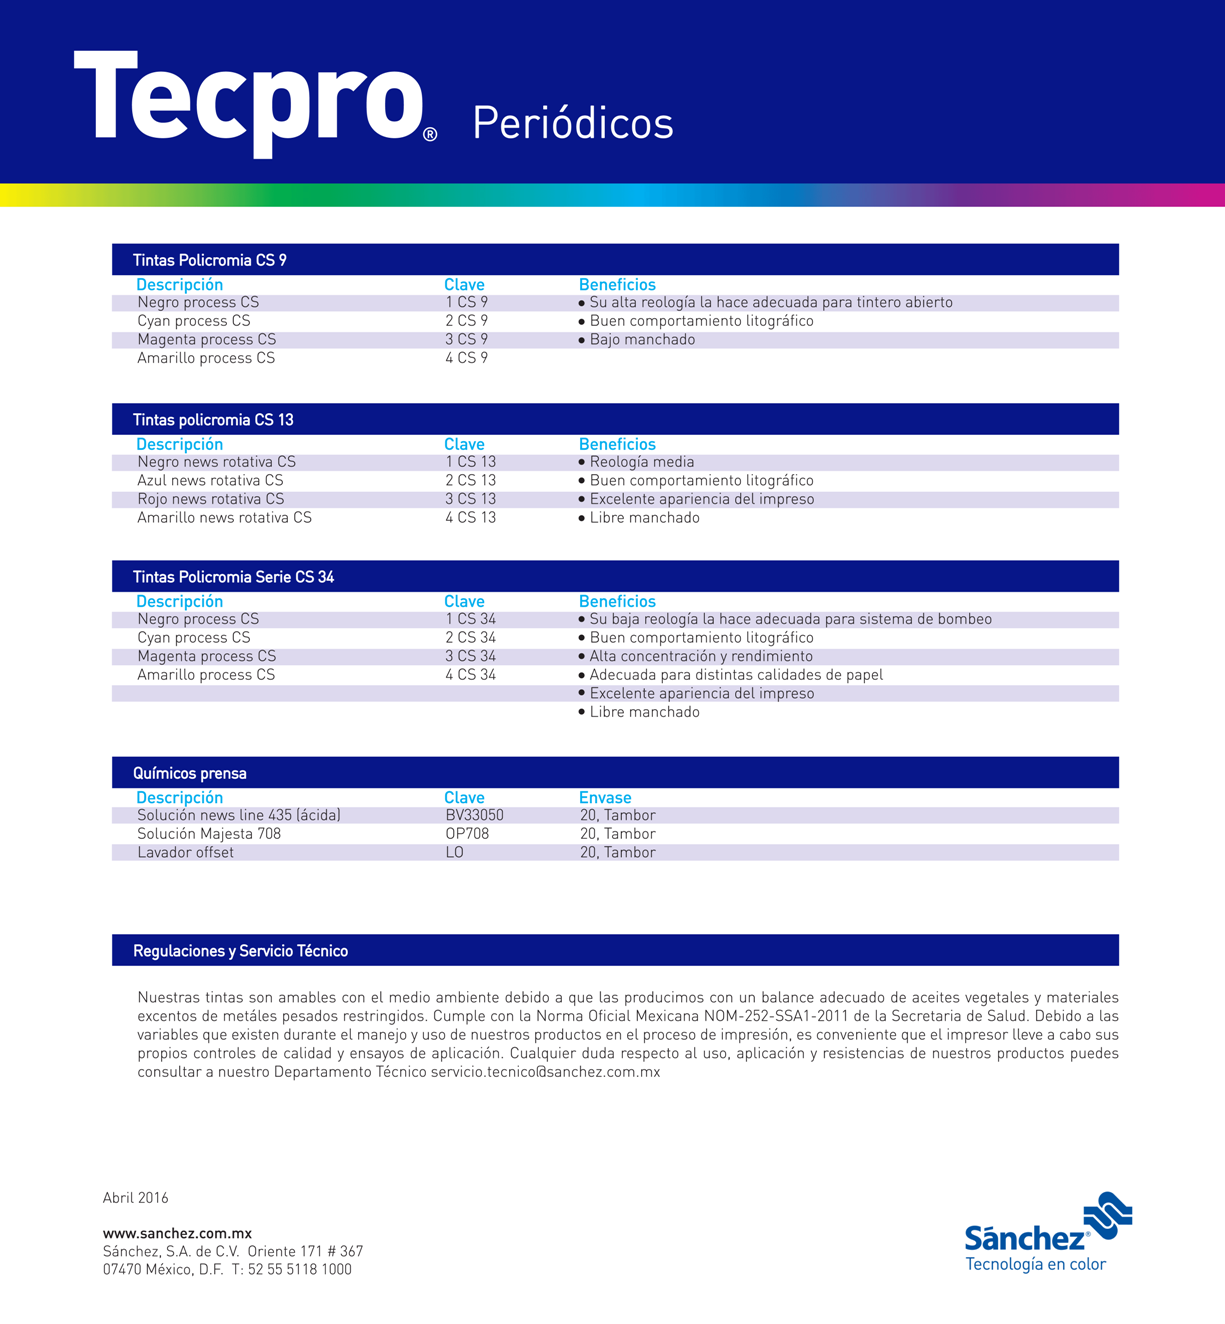 Tecpro® Periódicos
Tintas Policromia CS 9
Descripción Clave Beneficios
Negro process CS 1 CS 9 • Su alta reología la hace adecuada para tintero abierto
Cyan process CS 2 CS 9 • Buen comportamiento litográfico
Magenta process CS 3 CS 9 • Bajo manchado
Amarillo process CS 4 CS 9
Tintas policromia CS 13
Descripción Clave Beneficios
Negro news rotativa CS 1 CS 13 • Reología media
Azul news rotativa CS 2 CS 13 • Buen comportamiento litográfico
Rojo news rotativa CS 3 CS 13 • Excelente apariencia del impreso
Amarillo news rotativa CS 4 CS 13 • Libre manchado
Tintas Policromia Serie CS 34
Descripción Clave Beneficios
Negro process CS 1 CS 34 • Su baja reología la hace adecuada para sistema de bombeo
Cyan process CS 2 CS 34 • Buen comportamiento litográfico
Magenta process CS 3 CS 34 • Alta concentración y rendimiento
Amarillo process CS 4 CS 34 • Adecuada para distintas calidades de papel
• Excelente apariencia del impreso
• Libre manchado
Químicos prensa
Descripción Clave Envase
Solución news line 435 (ácida) BV33050 20, Tambor
Solución Majesta 708 OP708 20, Tambor
Lavador offset LO 20, Tambor
Regulaciones y Servicio Técnico
Nuestras tintas son amables con el medio ambiente debido a que las producimos con un balance adecuado de aceites vegetales y materiales
excentos de metáles pesados restringidos. Cumple con la Norma Oficial Mexicana NOM-252-SSA1-2011 de la Secretaria de Salud. Debido a las
variables que existen durante el manejo y uso de nuestros productos en el proceso de impresión, es conveniente que el impresor lleve a cabo sus
propios controles de calidad y ensayos de aplicación. Cualquier duda respecto al uso, aplicación y resistencias de nuestros productos puedes
consultar a nuestro Departamento Técnico servicio.tecnico@sanchez.com.mx
Abril 2016
www.sanchez.com.mx
Sánchez, S.A. de C.V. Oriente 171 # 367
07470 México, D.F. T: 52 55 5118 1000
Sánchez®
Tecnología en color